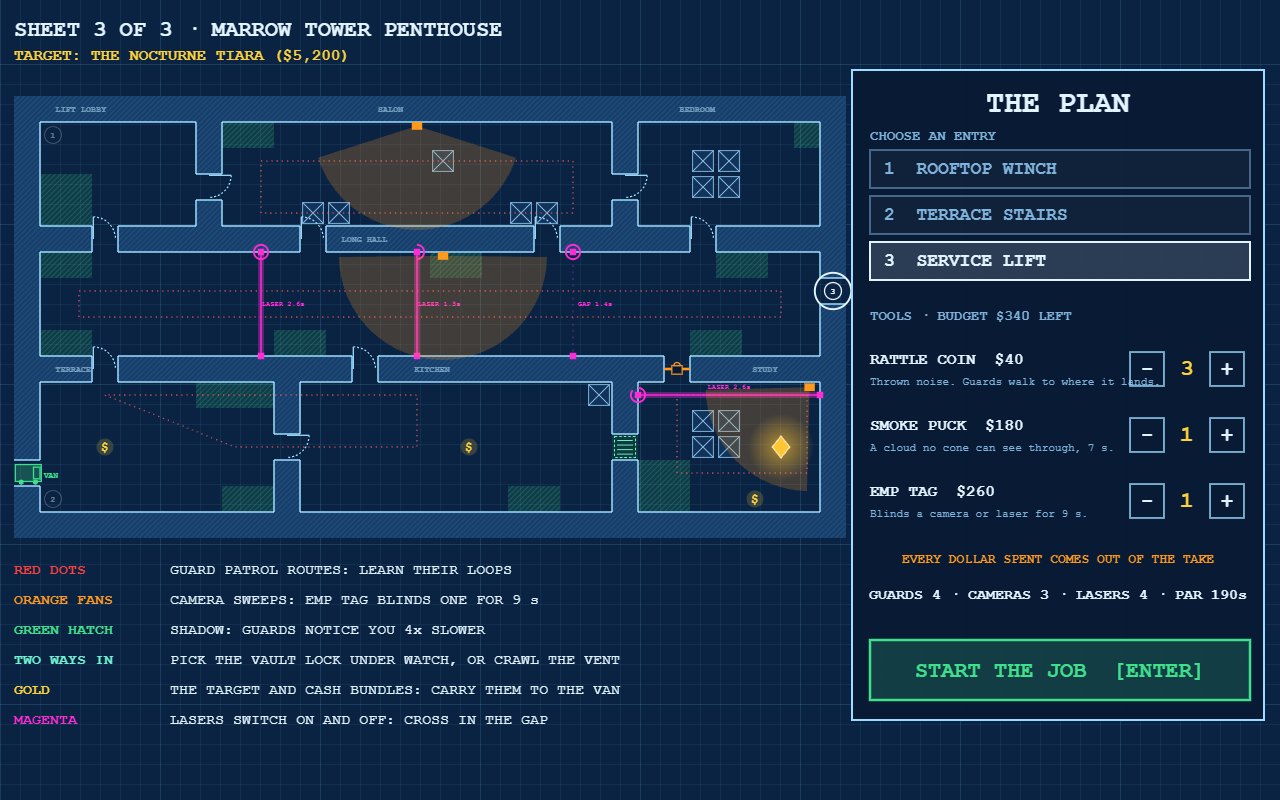 SHEET 3 OF 3 · MARROW TOWER PENTHOUSE
TARGET: THE NOCTURNE TIARA ($5,200)
LIFT LOBBY
SALON
BEDROOM
1
LONG HALL
LASER 2.6s
LASER 1.3s
GAP 1.4s
3
TERRACE
KITCHEN
STUDY
LASER 2.6s
$
$
VAN
2
$
RED DOTS
GUARD PATROL ROUTES: LEARN THEIR LOOPS
ORANGE FANS
CAMERA SWEEPS: EMP TAG BLINDS ONE FOR 9 s
GREEN HATCH
SHADOW: GUARDS NOTICE YOU 4x SLOWER
TWO WAYS IN
PICK THE VAULT LOCK UNDER WATCH, OR CRAWL THE VENT
GOLD
THE TARGET AND CASH BUNDLES: CARRY THEM TO THE VAN
MAGENTA
LASERS SWITCH ON AND OFF: CROSS IN THE GAP
THE PLAN
CHOOSE AN ENTRY
1 ROOFTOP WINCH
2 TERRACE STAIRS
3 SERVICE LIFT
TOOLS · BUDGET $340 LEFT
RATTLE COIN $40
Thrown noise. Guards walk to where it lands.
− 3 +
SMOKE PUCK $180
A cloud no cone can see through, 7 s.
− 1 +
EMP TAG $260
Blinds a camera or laser for 9 s.
− 1 +
EVERY DOLLAR SPENT COMES OUT OF THE TAKE
GUARDS 4 · CAMERAS 3 · LASERS 4 · PAR 190s
START THE JOB [ENTER]